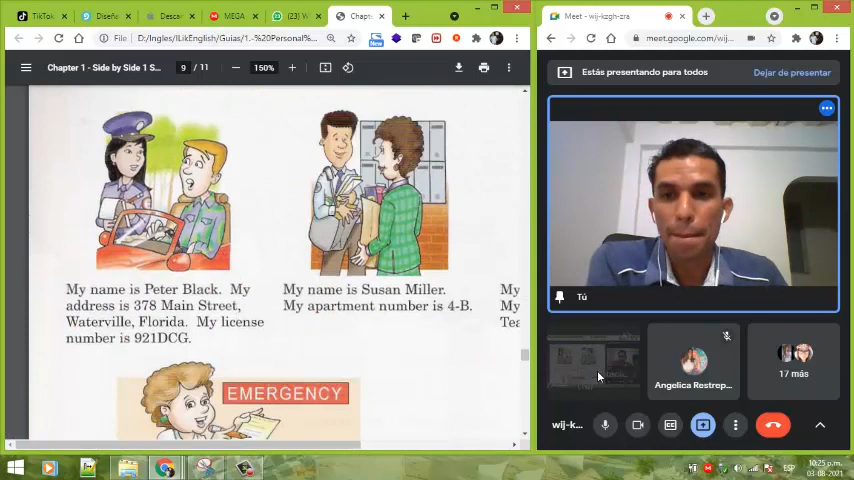 TikTok
Diseña
Descar
MEGA
(23) W
Chapt
Meet - wij-kzgh-zra
File
D:/Ingles/ILikEnglish/Guias/1.-%20Personal...
New
meet.google.com/wij...
Chapter 1 - Side by Side 1 S...
9 / 11
150%
Estás presentando para todos
Dejar de presentar
My name is Peter Black. My
address is 378 Main Street,
Waterville, Florida. My license
number is 921DCG.
My name is Susan Miller.
My apartment number is 4-B.
My
My
Tea
EMERGENCY
Tú
Angelica Restrep...
17 más
wij-k...
ESP
10:25 p.m.
03-08-2021